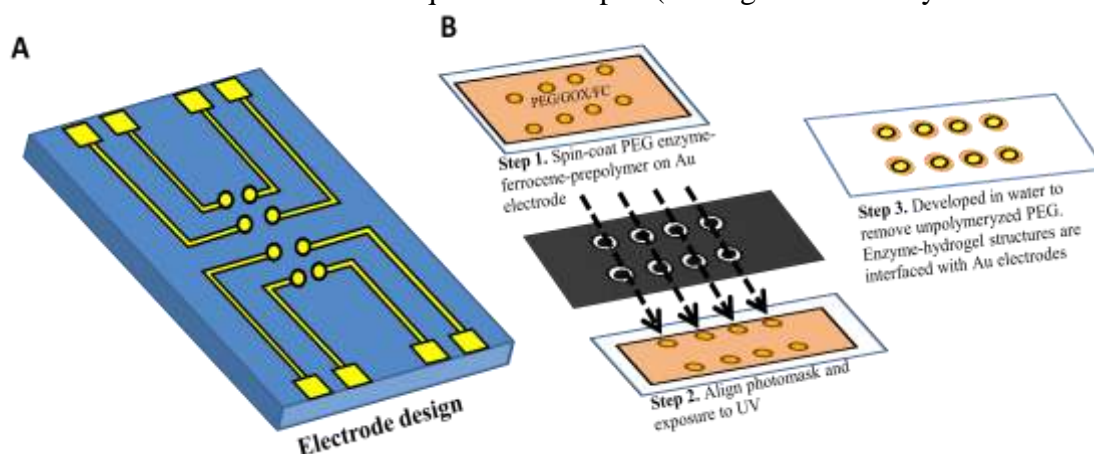 A
Electrode design
B
PEG/GOX/FC
Step 1. Spin-coat PEG enzyme-
ferrocene-prepolymer on Au
electrode
Step 2. Align photomask and
exposure to UV
Step 3. Developed in water to
remove unpolymeryzed PEG.
Enzyme-hydrogel structures are
interfaced with Au electrodes